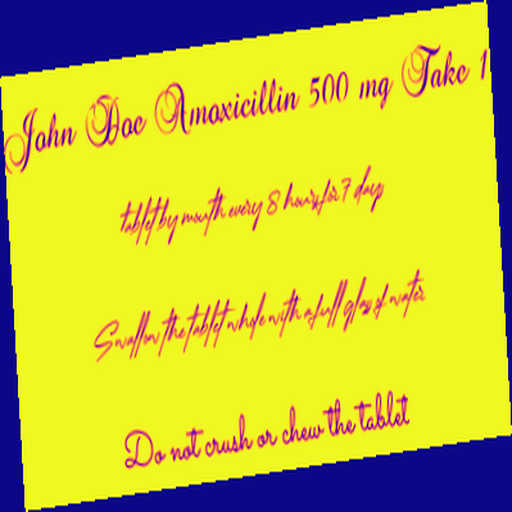 John Doe Amoxicillin 500 mg Take 1
tablet by mouth every 8 hours for 7 days
Swallow the tablet whole with a full glass of water
Do not crush or chew the tablet